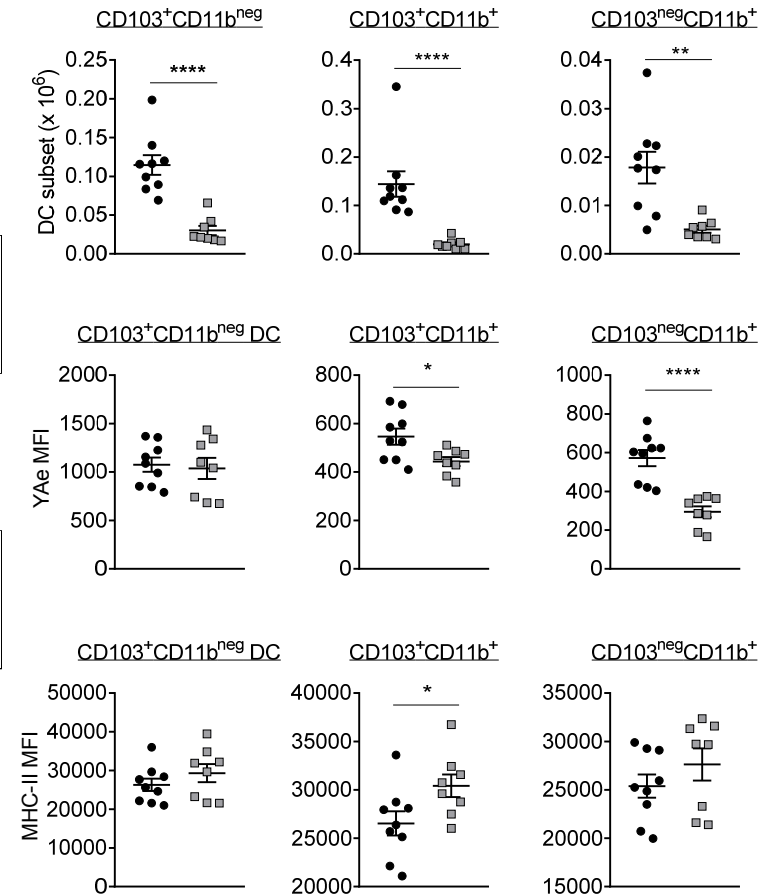 CD103⁺CD11bⁿᵉᵍ CD103⁺CD11b⁺ CD103ⁿᵉᵍCD11b⁺
DC subset (x 10⁶)
0.25 0.4 0.04
0.20 0.3 0.03
0.15 0.2 0.02
0.10 0.1 0.01
0.05 0.0 0.00
0.00
**** **** **
CD103⁺CD11bⁿᵉᵍ DC CD103⁺CD11b⁺ CD103ⁿᵉᵍCD11b⁺
YAe MFI
2000 800 1000
1500 600 800
1000 400 600
500 200 400
0 0 200
0
* ****
CD103⁺CD11bⁿᵉᵍ DC CD103⁺CD11b⁺ CD103ⁿᵉᵍCD11b⁺
MHC-II MFI
50000 40000 35000
40000 35000 30000
30000 30000 25000
20000 25000 20000
10000 20000 15000
0
*